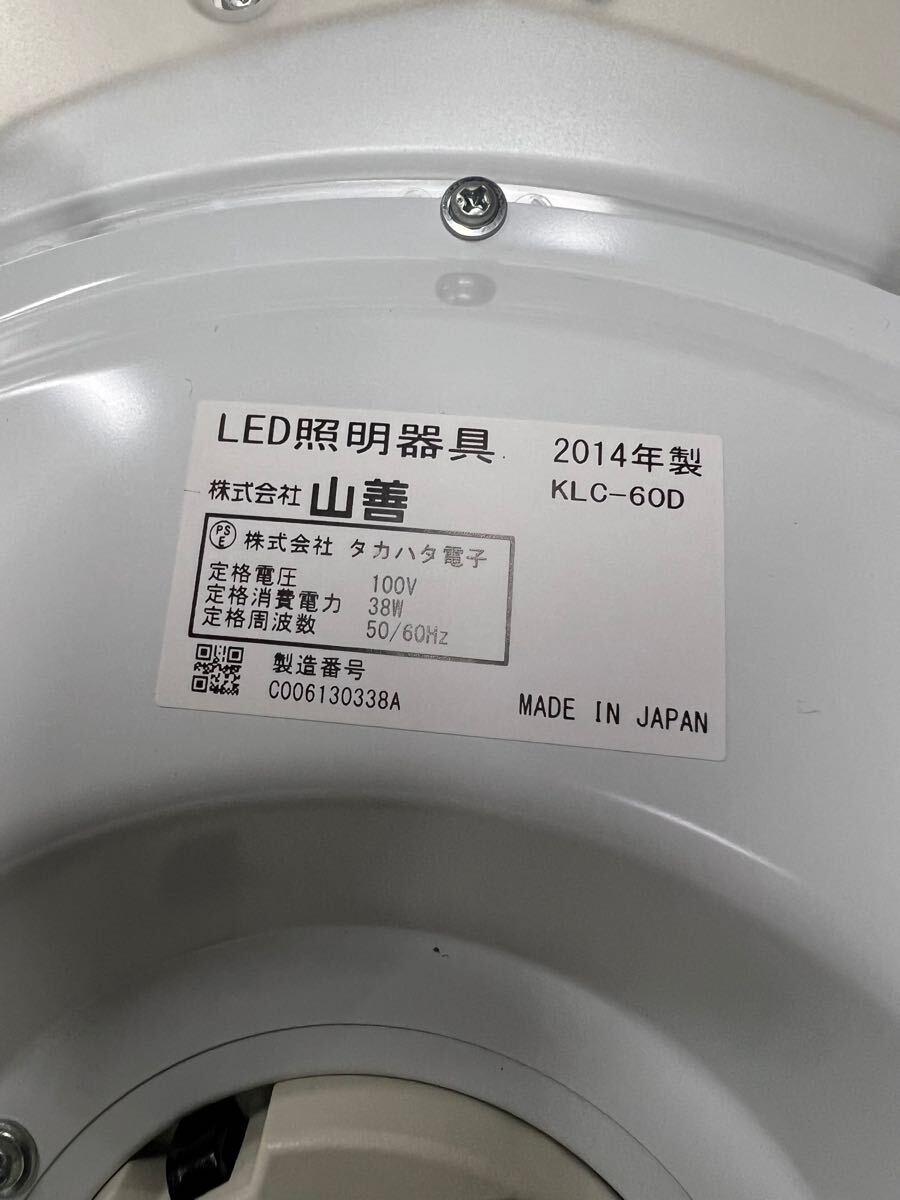 LED照明器具 2014年製
株式会社 山善 KLC-60D
PSE 株式会社 タカハタ電子
定格電圧 100V
定格消費電力 38W
定格周波数 50/60Hz
製造番号
C006130338A
MADE IN JAPAN